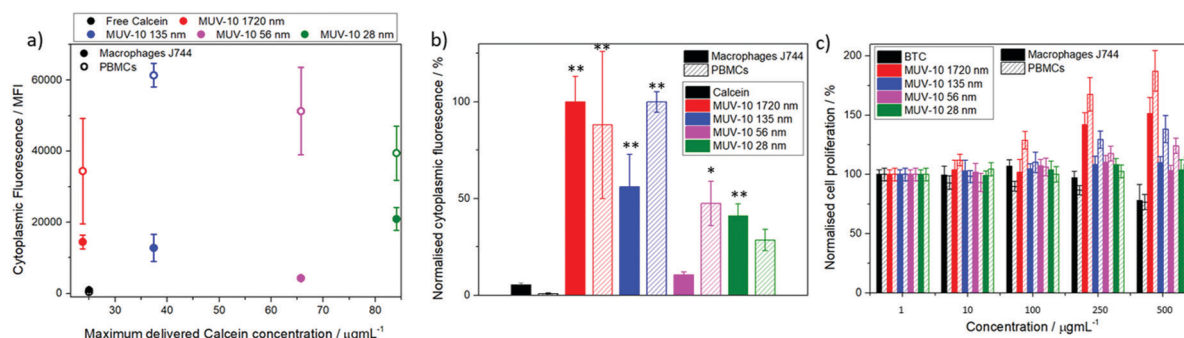 a)
Free Calcein MUV-10 1720 nm
MUV-10 135 nm MUV-10 56 nm MUV-10 28 nm
Macrophages J744
PBMCs
Cytoplasmic Fluorescence / MFI
60000
40000
20000
0
30 40 50 60 70 80
Maximum delivered Calcein concentration / μgmL⁻¹
b)
Macrophages J744
PBMCs
Calcein
MUV-10 1720 nm
MUV-10 135 nm
MUV-10 56 nm
MUV-10 28 nm
** ** ** ** * **
Normalised cytoplasmic fluorescence / %
100
50
0
c)
BTC
MUV-10 1720 nm
MUV-10 135 nm
MUV-10 56 nm
MUV-10 28 nm
Macrophages J744
PBMCs
Normalised cell proliferation / %
200
150
100
50
0
1 10 100 250 500
Concentration / μgmL⁻¹